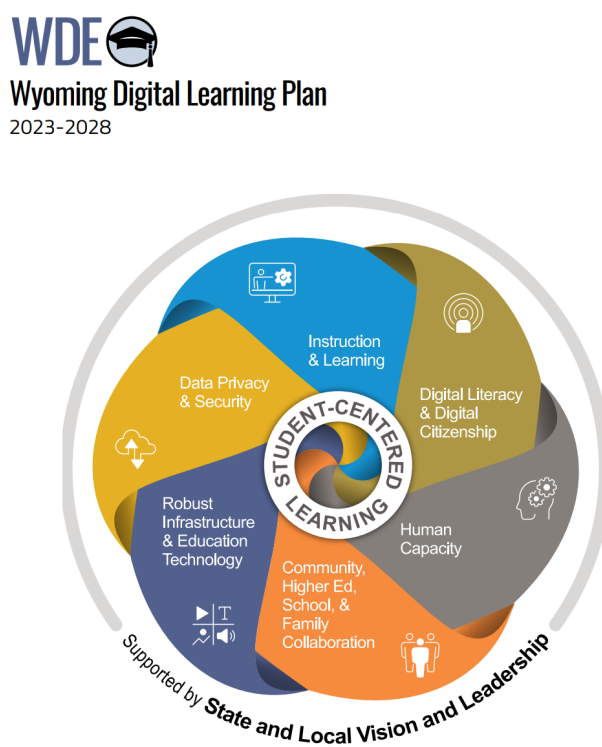 WDE
Wyoming Digital Learning Plan
2023-2028
Instruction
& Learning
Data Privacy
& Security
Digital Literacy
& Digital
Citizenship
STUDENT-CENTERED
LEARNING
Robust
Infrastructure
& Education
Technology
Human
Capacity
Community,
Higher Ed,
School, &
Family
Collaboration
T
Supported by State and Local Vision and Leadership